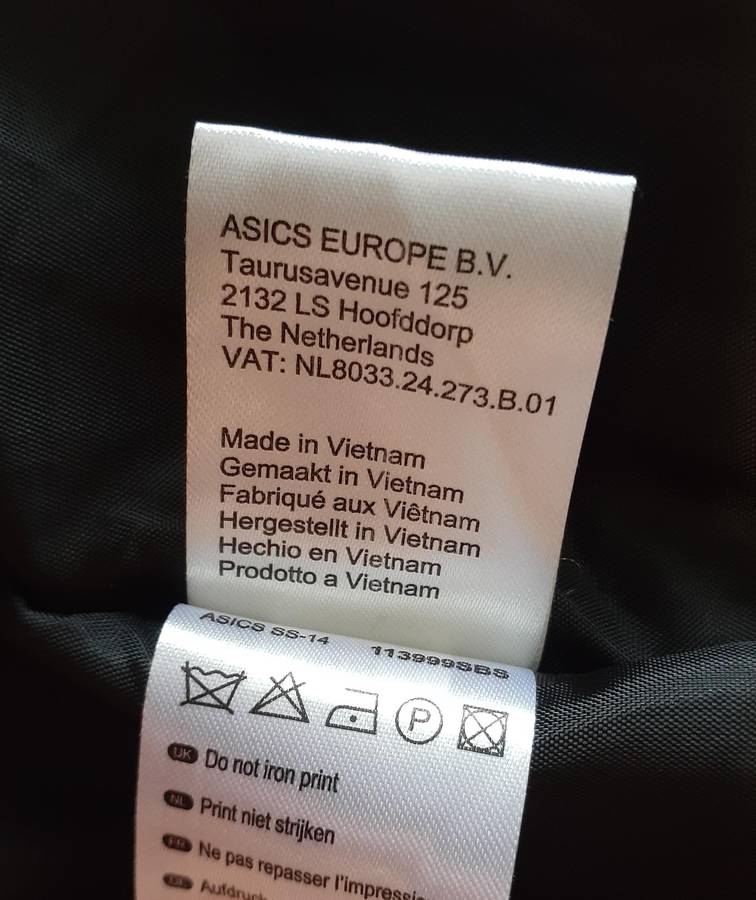 ASICS EUROPE B.V.
Taurusavenue 125
2132 LS Hoofddorp
The Netherlands
VAT: NL8033.24.273.B.01
Made in Vietnam
Gemaakt in Vietnam
Fabriqué aux Viêtnam
Hergestellt in Vietnam
Hechio en Vietnam
Prodotto a Vietnam
ASICS SS-14 113999SBS
P
UK Do not iron print
NL Print niet strijken
FR Ne pas repasser l'impressi
Aufdruc